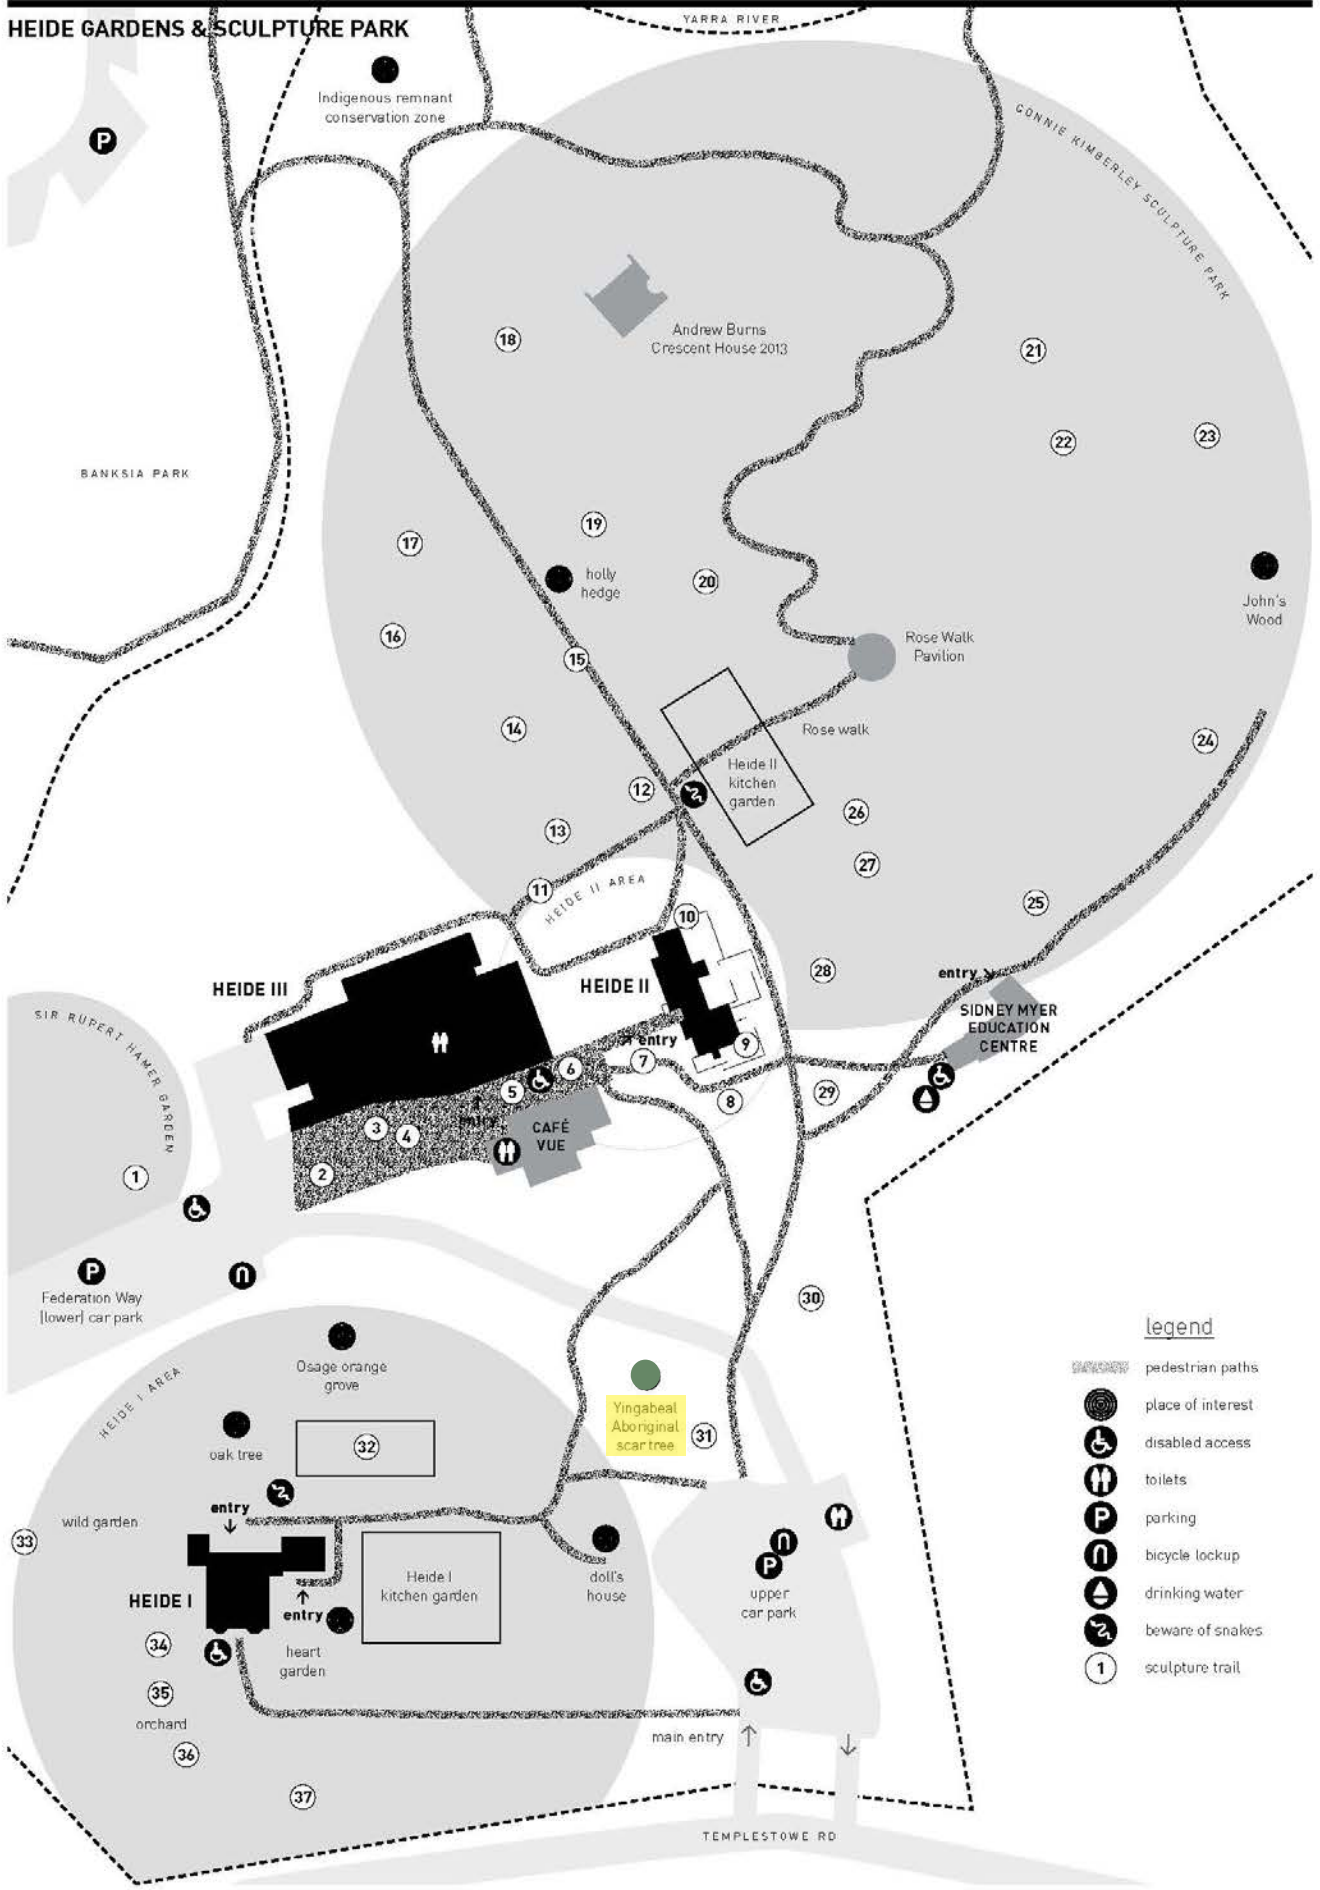 HEIDE GARDENS & SCULPTURE PARK
YARRA RIVER
P
Indigenous remnant
conservation zone
CONNIE KIMBERLEY SCULPTURE PARK
Andrew Burns
Crescent House 2013
18
21
22
23
BANKSIA PARK
17
19
holly
hedge
20
John's
Wood
16
15
Rose Walk
Pavilion
14
Rose walk
24
12
Heide II
kitchen
garden
13
26
27
11
HEIDE II AREA
25
10
HEIDE III
HEIDE II
28
entry
SIDNEY MYER
EDUCATION
CENTRE
SIR RUPERT HAMER GARDEN
entry
9
7
6
5
8
29
entry
3
4
CAFÉ
VUE
2
1
P
Federation Way
(lower) car park
30
Osage orange
grove
HEIDE I AREA
Yingabeal
Aboriginal
scar tree
31
oak tree
32
entry
wild garden
33
HEIDE I
entry
Heide I
kitchen garden
doll's
house
P
upper
car park
34
heart
garden
35
orchard
36
main entry
37
TEMPLESTOWE RD
legend
pedestrian paths
place of interest
disabled access
toilets
P
parking
bicycle lockup
drinking water
beware of snakes
1
sculpture trail